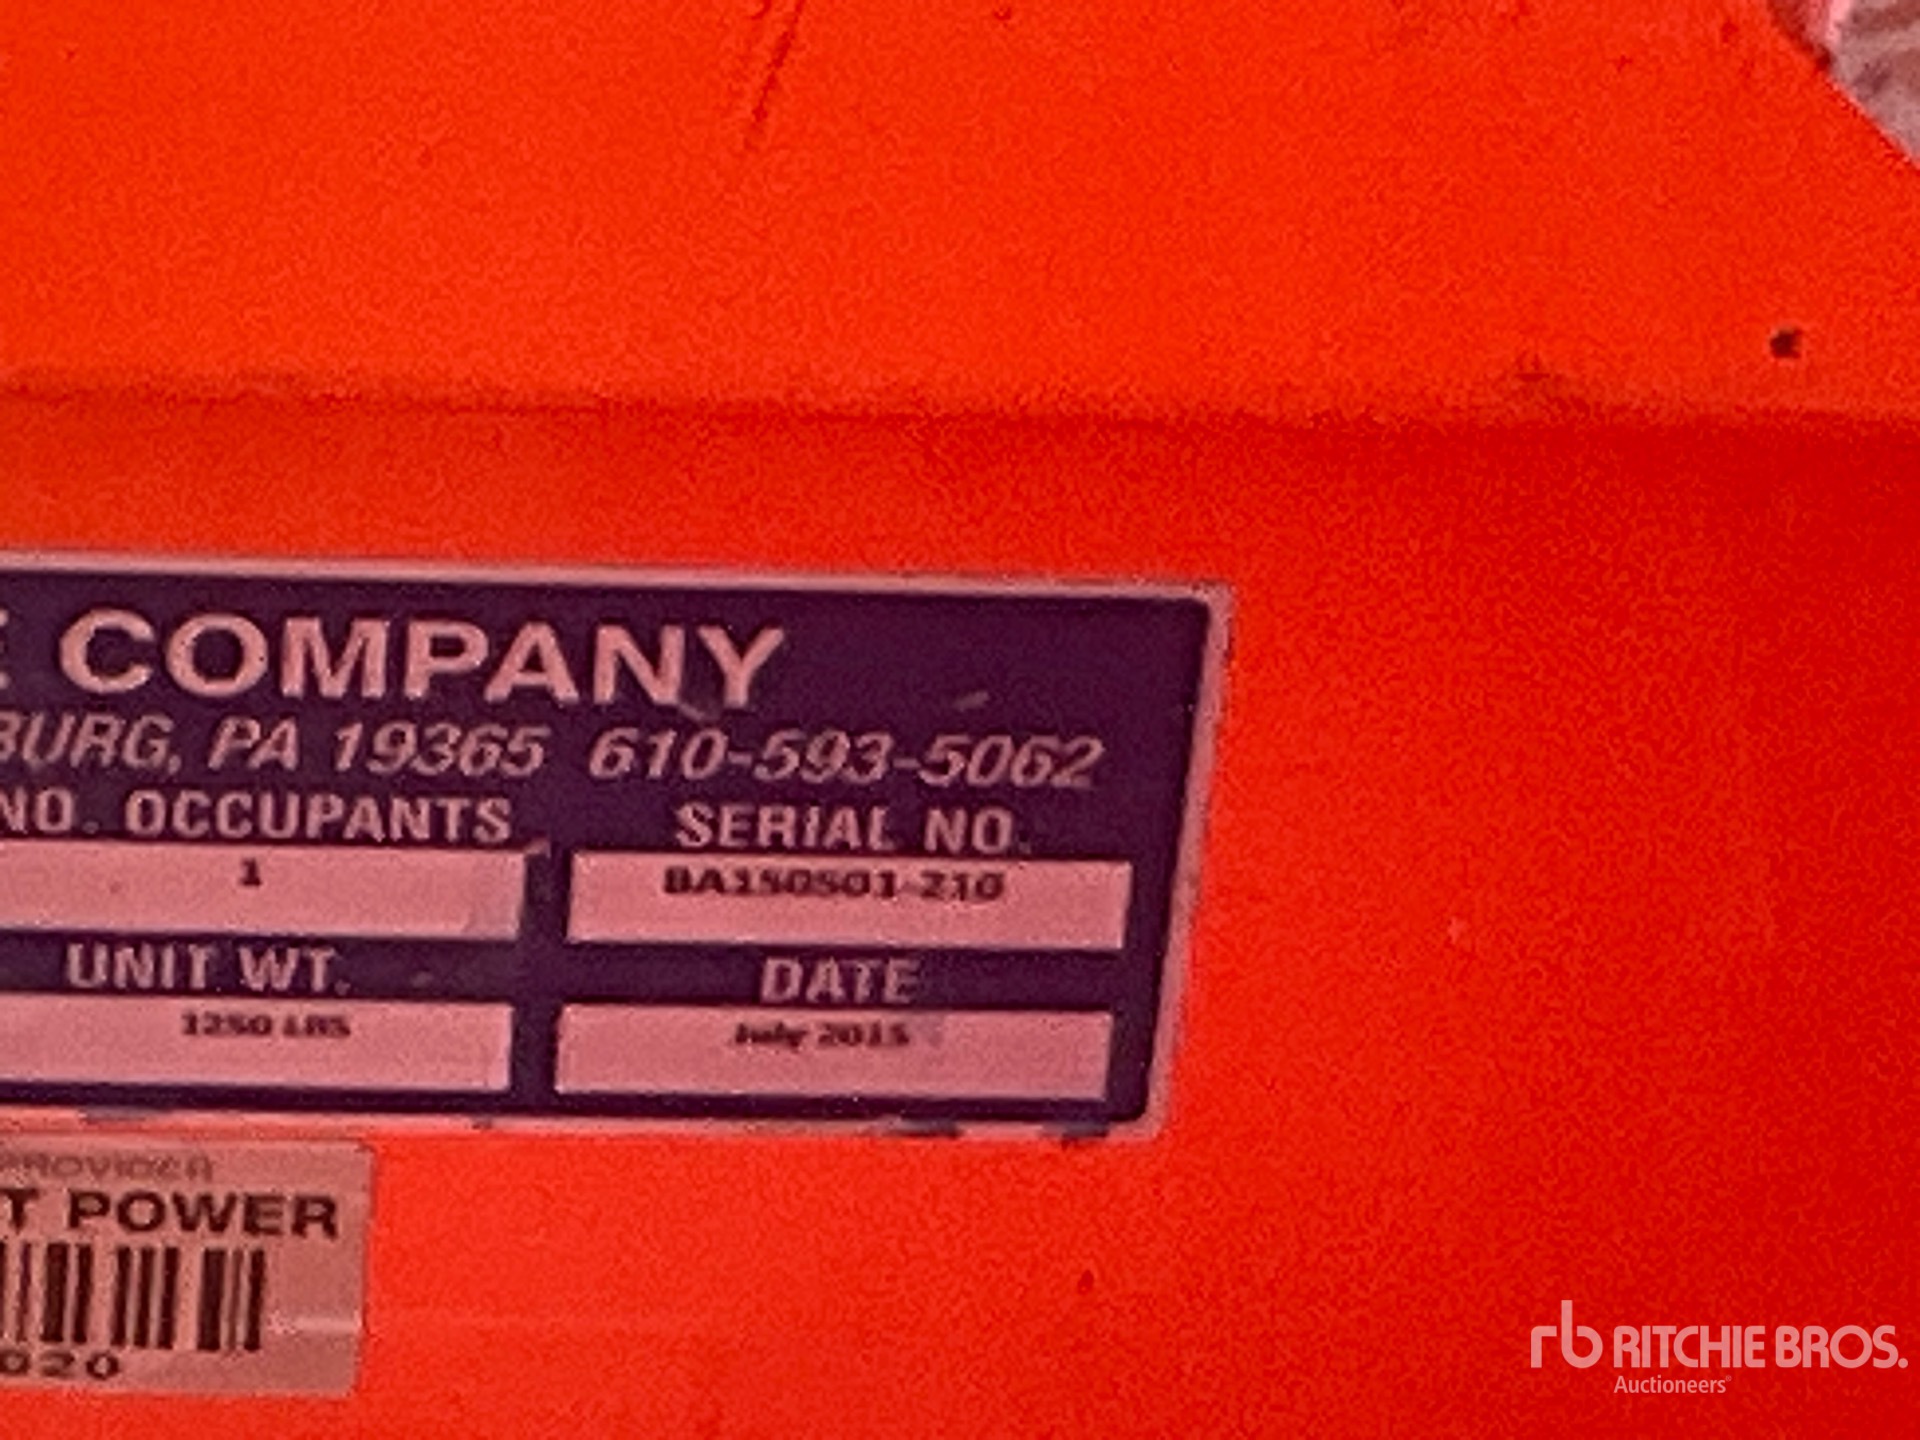 COMPANY
BURG, PA 19365 610-593-5062
NO. OCCUPANTS SERIAL NO.
1 BA150501-210
UNIT WT. DATE
1250 LBS July 2015
PROVIDER
T POWER
020
rb RITCHIE BROS.
Auctioneers